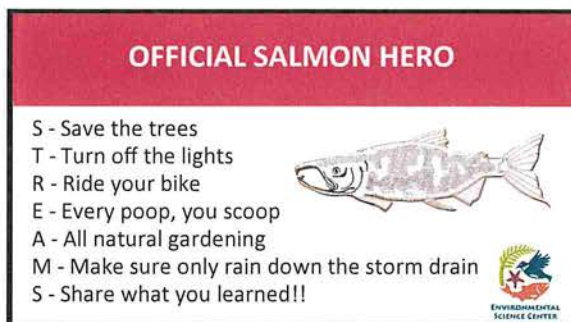 OFFICIAL SALMON HERO
S - Save the trees
T - Turn off the lights
R - Ride your bike
E - Every poop, you scoop
A - All natural gardening
M - Make sure only rain down the storm drain
S - Share what you learned!!
ENVIRONMENTAL
SCIENCE CENTER